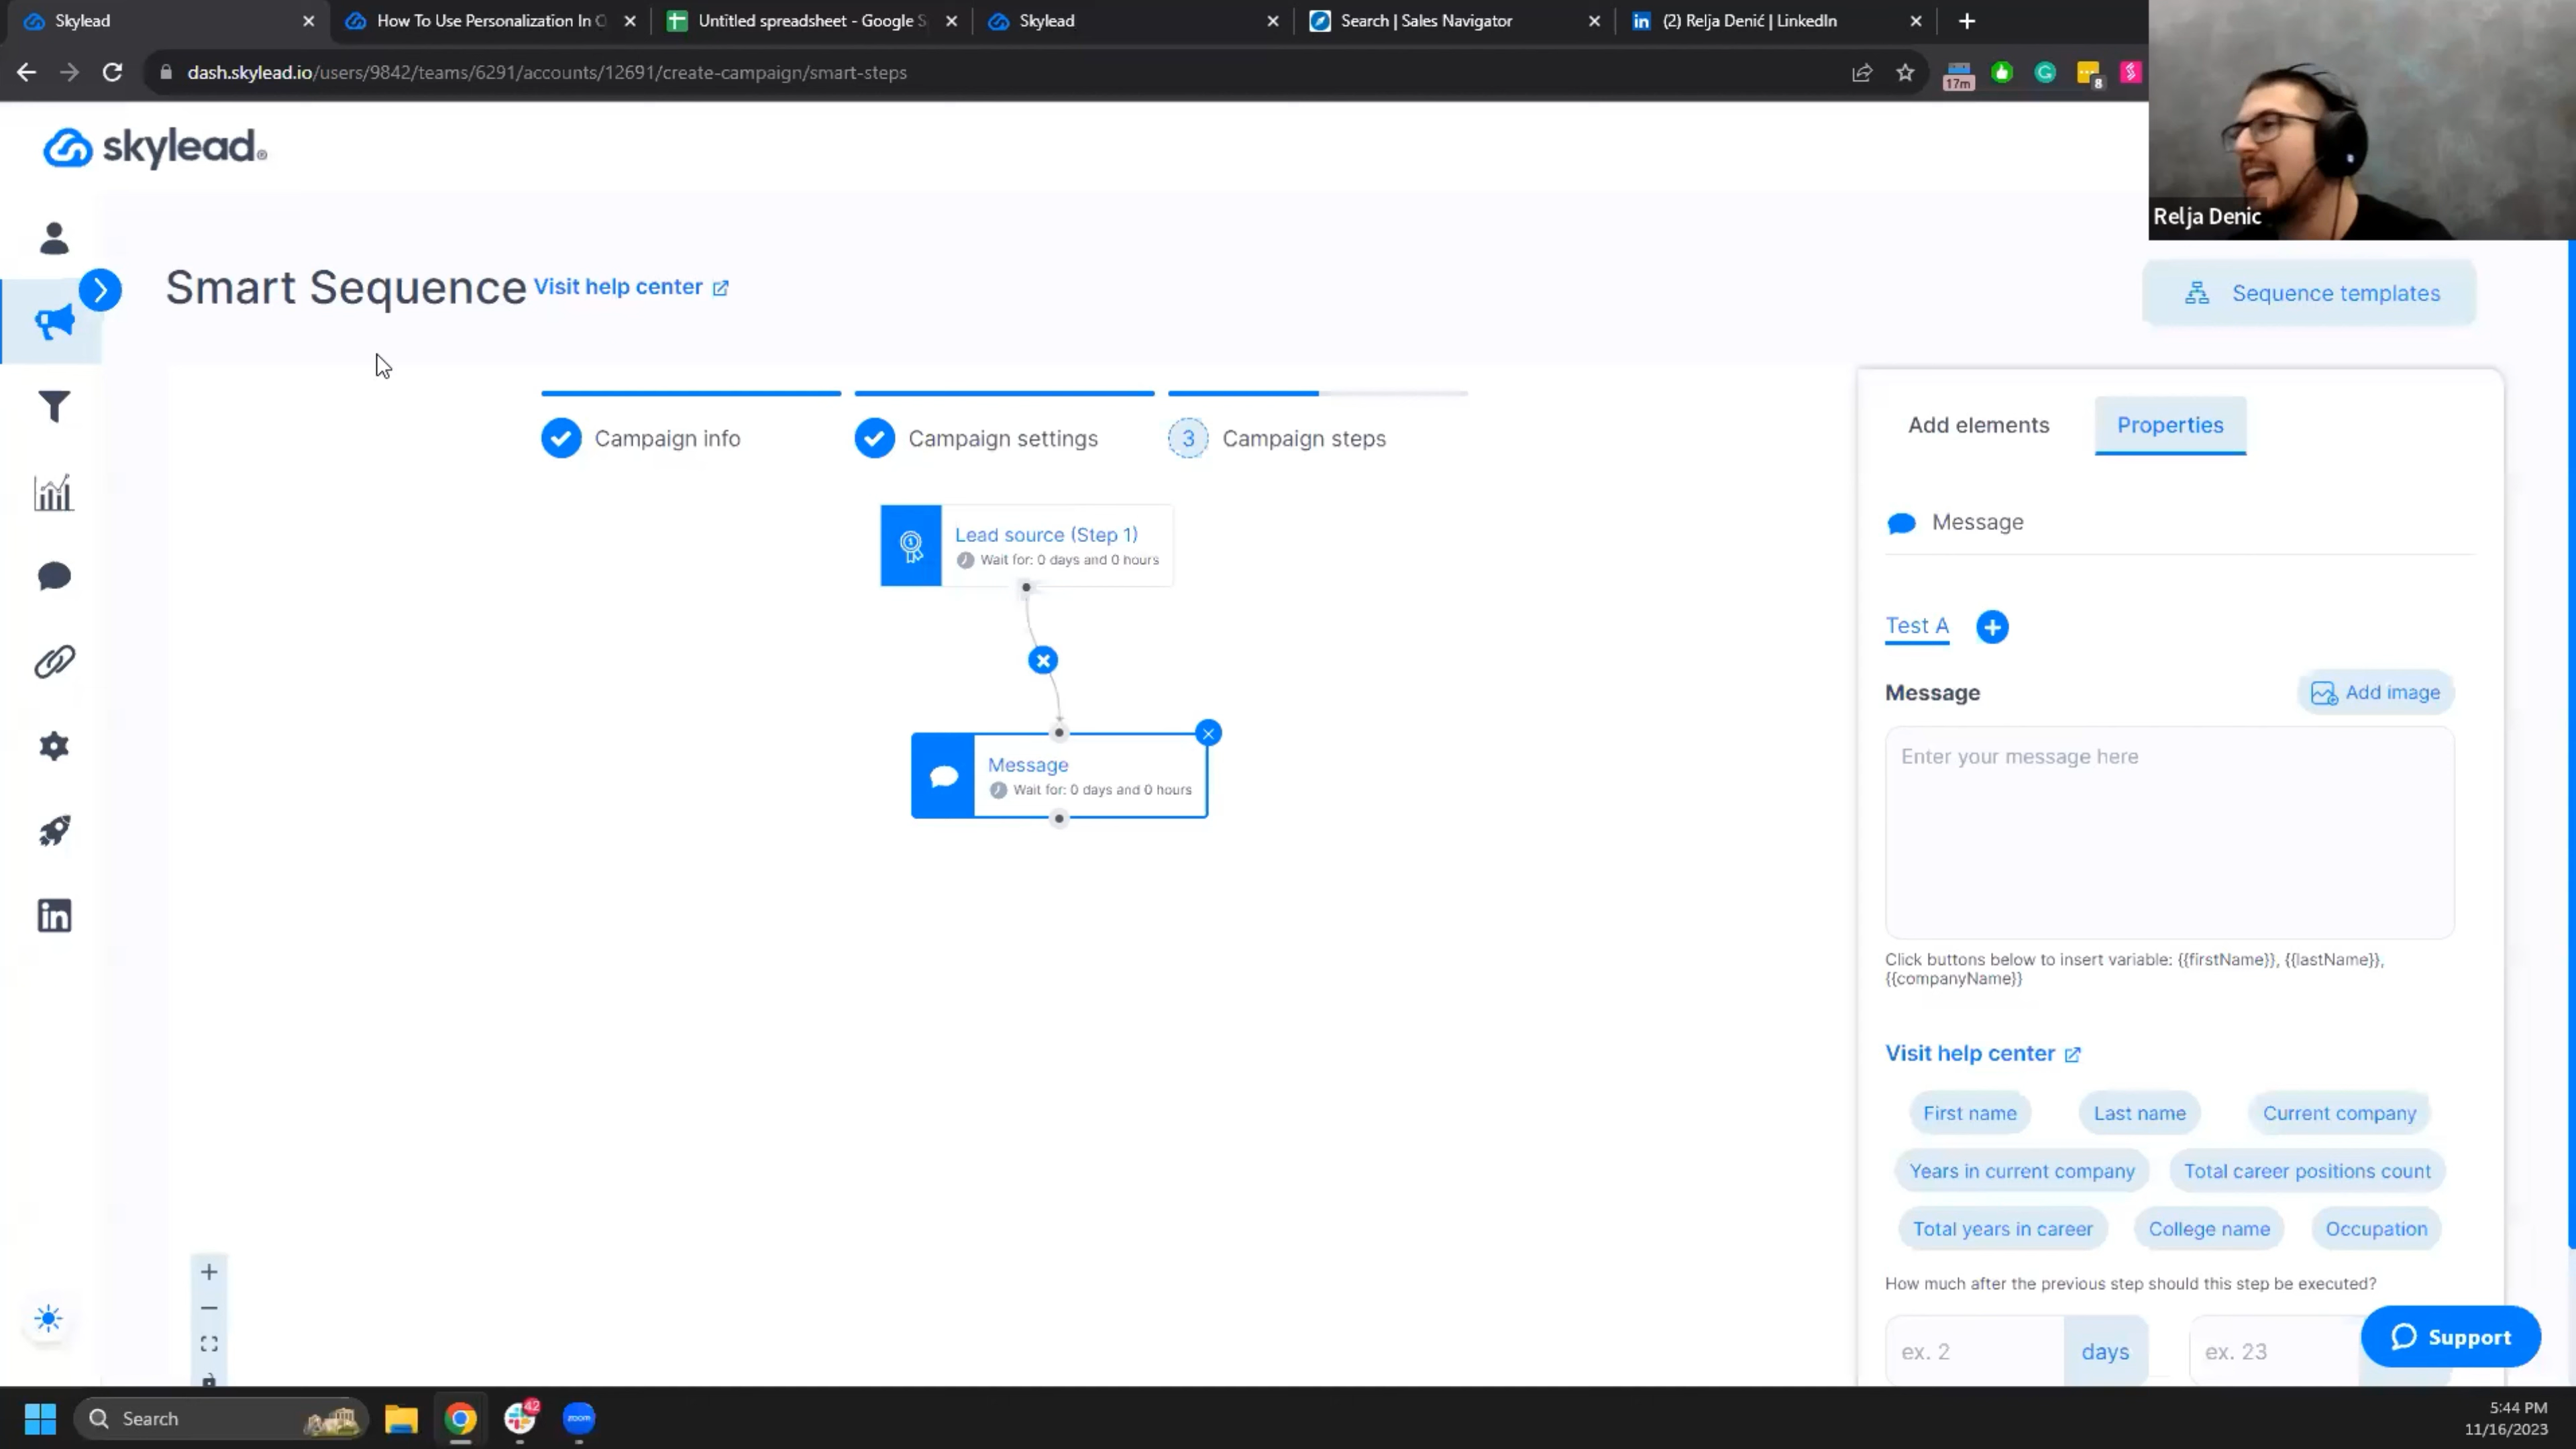 Skylead
How To Use Personalization In
Untitled spreadsheet - Google S
Skylead
Search | Sales Navigator
(2) Relja Denić | LinkedIn
dash.skylead.io/users/9842/teams/6291/accounts/12691/create-campaign/smart-steps
17m
8
skylead
Relja Denic
Smart Sequence
Visit help center
Sequence templates
Campaign info
Campaign settings
3
Campaign steps
Add elements
Properties
Lead source (Step 1)
Wait for: 0 days and 0 hours
Message
Wait for: 0 days and 0 hours
Message
Test A
Message
Add image
Enter your message here
Click buttons below to insert variable: {{firstName}}, {{lastName}},
{{companyName}}
Visit help center
First name
Last name
Current company
Years in current company
Total career positions count
Total years in career
College name
Occupation
How much after the previous step should this step be executed?
ex. 2
days
ex. 23
Support
Search
42
zoom
5:44 PM
11/16/2023